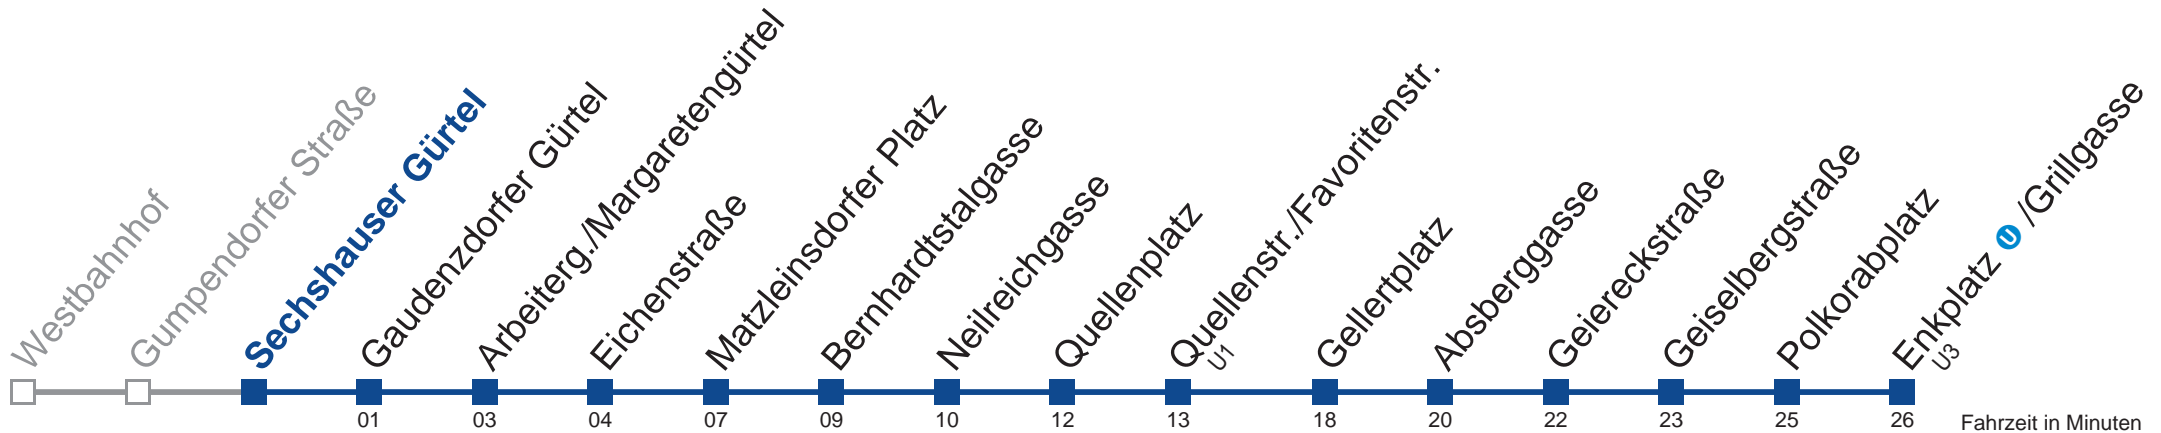 Westbahnhof
Gumpendorfer Straße
Sechshauser Gürtel
Gaudenzdorfer Gürtel
Arbeiterg./Margaretengürtel
Eichenstraße
Matzleinsdorfer Platz
Bernhardtstalgasse
Neilreichgasse
Quellenplatz
Quellenstr./Favoritenstr.
U1
Gellertplatz
Absberggasse
Geiereckstraße
Geiselbergstraße
Polkorabplatz
Enkplatz U /Grillgasse
U3
01 03 04 07 09 10 12 13 18 20 22 23 25 26 Fahrzeit in Minuten